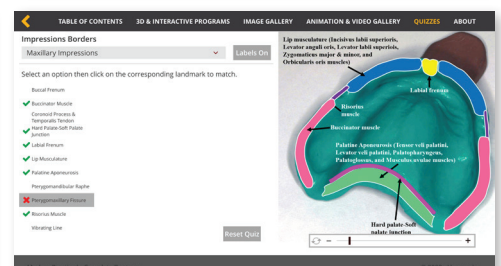 TABLE OF CONTENTS 3D & INTERACTIVE PROGRAMS IMAGE GALLERY ANIMATION & VIDEO GALLERY QUIZZES ABOUT
Impressions Borders
Maxillary Impressions
Labels On
Select an option then click on the corresponding landmark to match.
Buccal Frenum
Buccinator Muscle
Coronoid Process &
Temporalis Tendon
Hard Palate-Soft Palate
Junction
Labial Frenum
Lip Musculature
Palatine Aponeurosis
Pterygomandibular Raphe
Pterygomaxillary Fissure
Risorius Muscle
Vibrating Line
Reset Quiz
Lip musculature (Incisivus labii superioris,
Levator anguli oris, Levator labii superiois,
Zygomaticus major & minor, and
Orbicularis oris muscles)
Labial frenum
Risorius
muscle
Buccinator muscle
Palatine Aponeurosis (Tensor veli palatini,
Levator veli palatini, Palatopharyngens,
Palatoglossus, and Musculus uvulae muscles)
Hard palate-Soft
palate junction